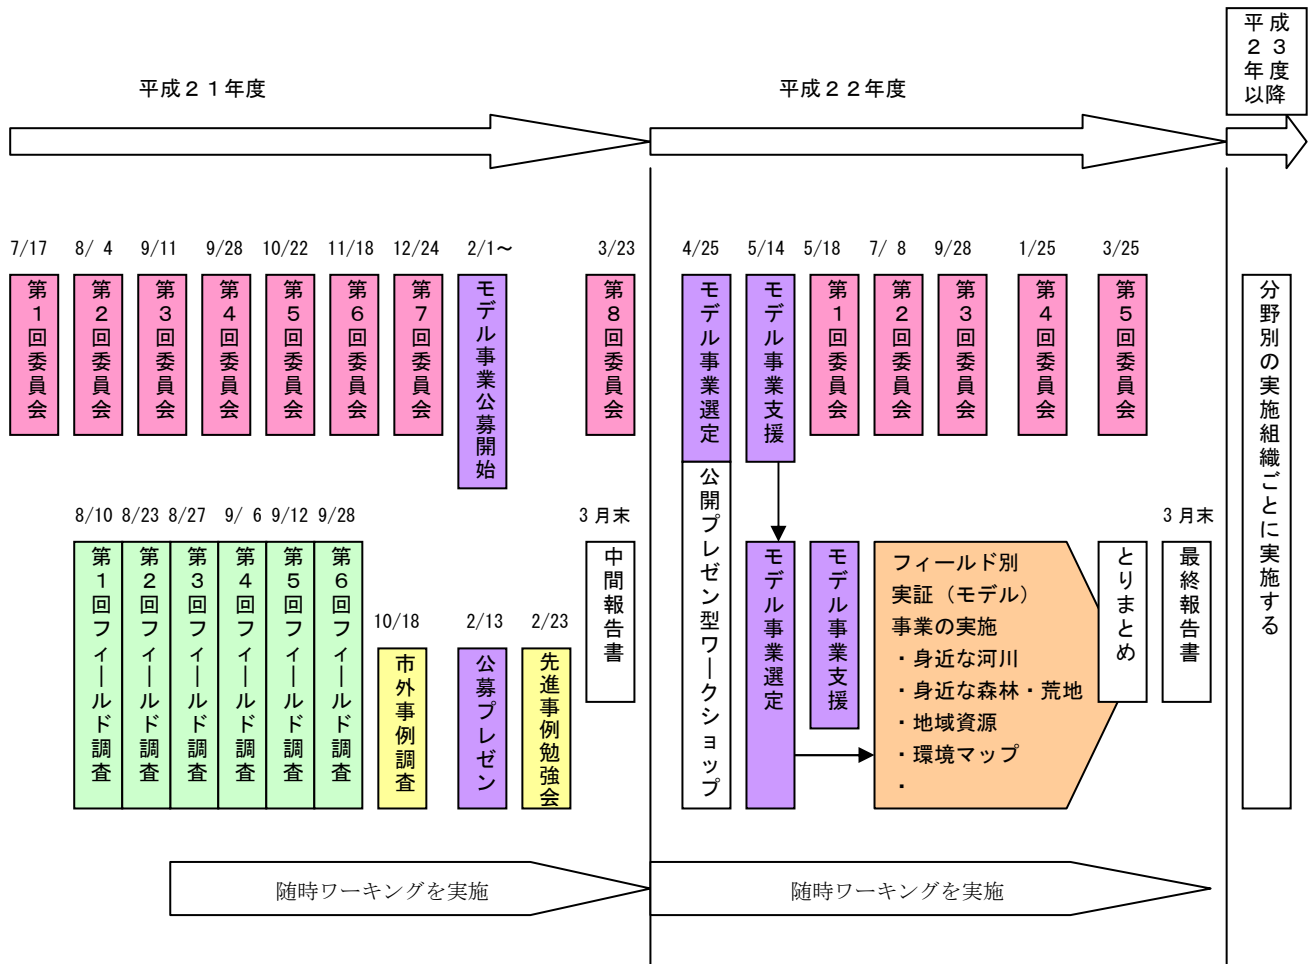 平成２１年度
平成２２年度
平成
２３
年度
以降
7/17
8/ 4
9/11
9/28
10/22
11/18
12/24
2/1～
3/23
4/25
5/14
5/18
7/ 8
9/28
1/25
3/25
第１回委員会
第２回委員会
第３回委員会
第４回委員会
第５回委員会
第６回委員会
第７回委員会
モデル事業公募開始
第８回委員会
モデル事業選定
モデル事業支援
第１回委員会
第２回委員会
第３回委員会
第４回委員会
第５回委員会
分野別の実施組織ごとに実施する
8/10
8/23
8/27
9/ 6
9/12
9/28
3 月末
3 月末
第１回フィールド調査
第２回フィールド調査
第３回フィールド調査
第４回フィールド調査
第５回フィールド調査
第６回フィールド調査
10/18
市外事例調査
2/13
公募プレゼン
2/23
先進事例勉強会
中間報告書
公開プレゼン型ワークショップ
モデル事業選定
モデル事業支援
フィールド別
実証（モデル）
事業の実施
・身近な河川
・身近な森林・荒地
・地域資源
・環境マップ
・
とりまとめ
最終報告書
随時ワーキングを実施
随時ワーキングを実施